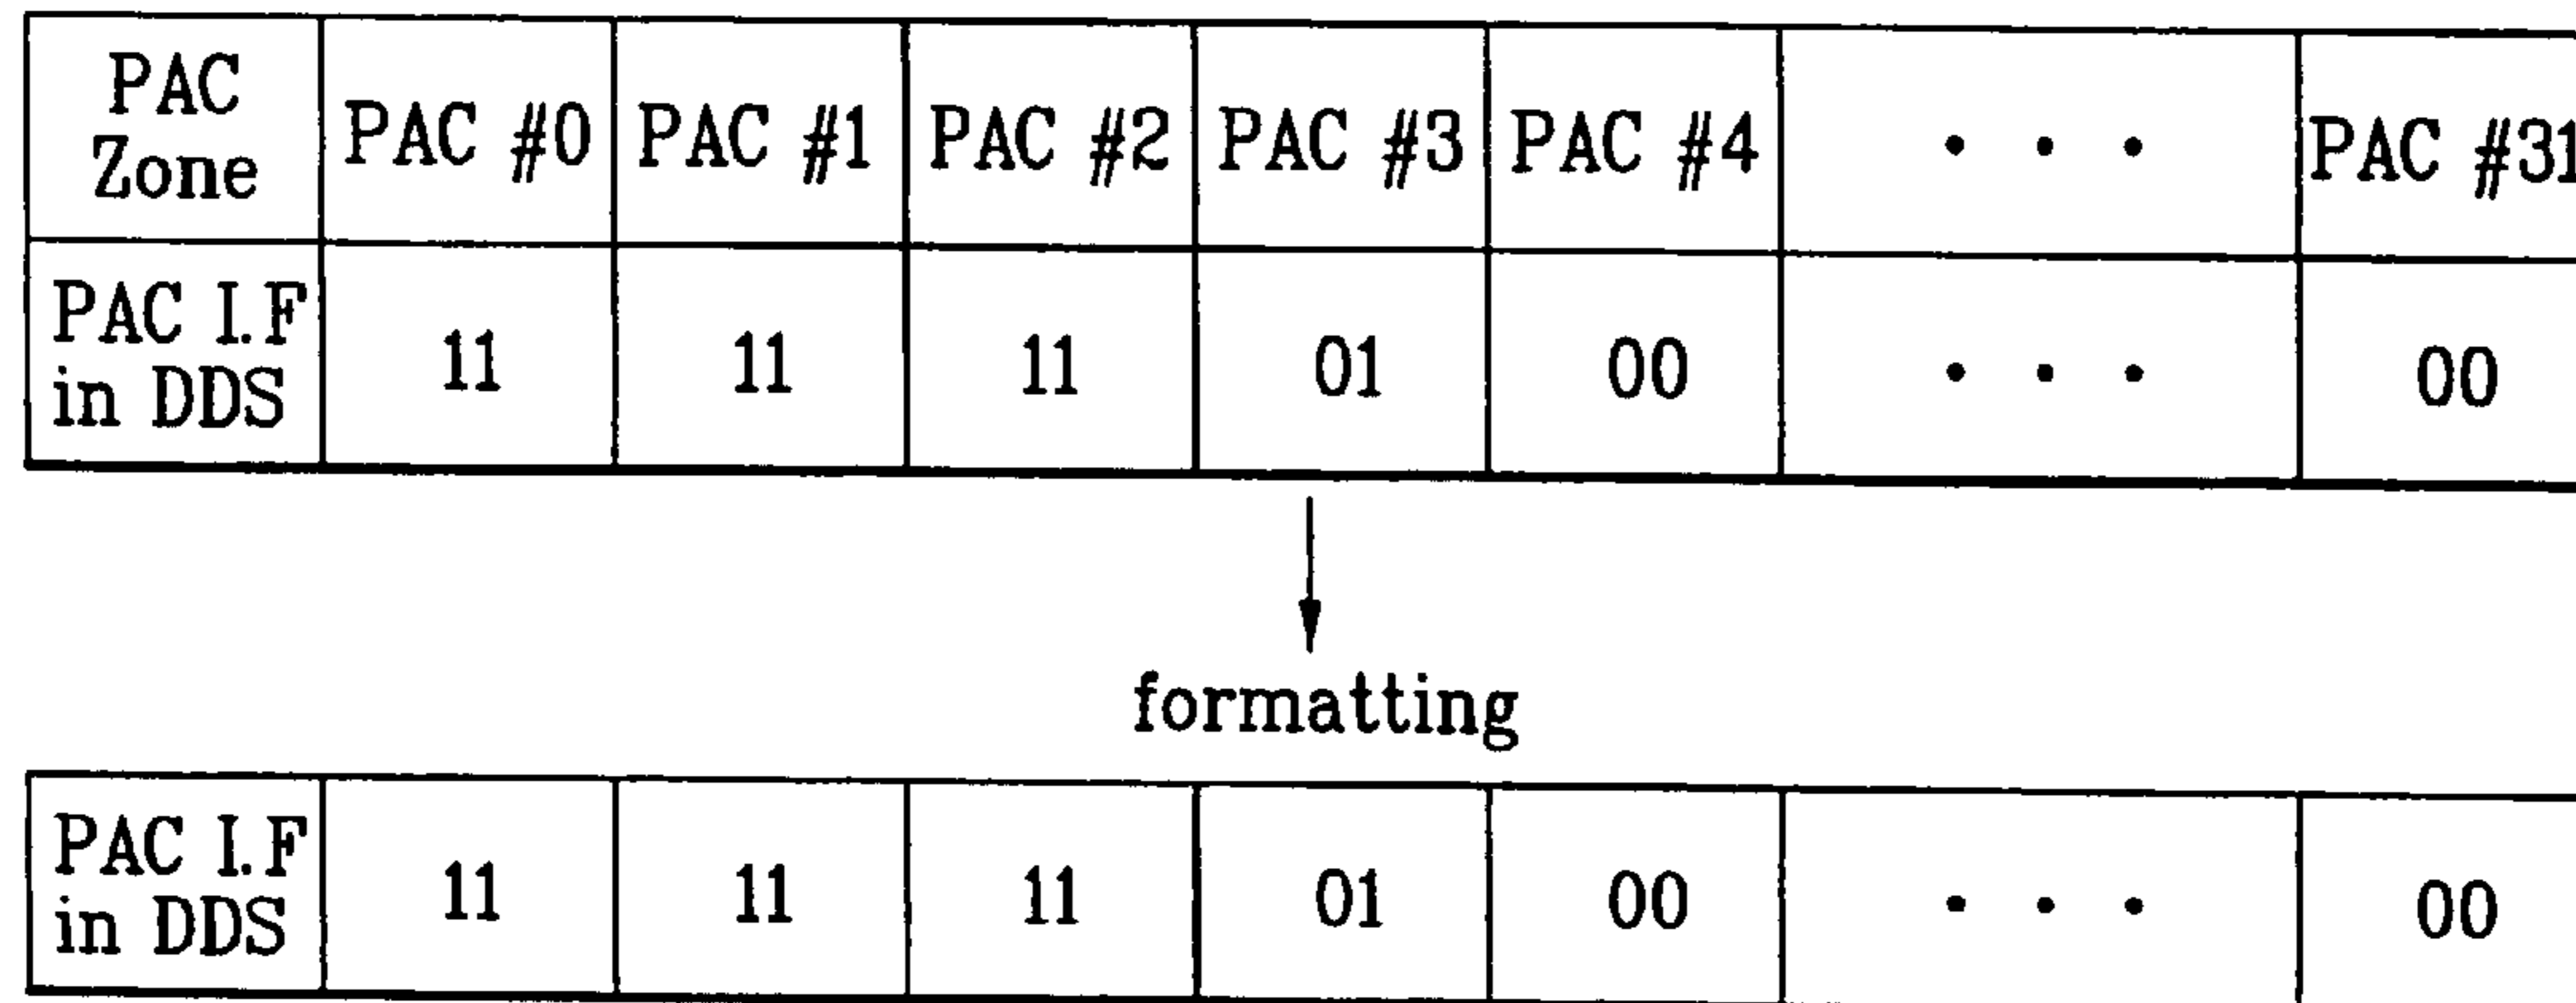 PAC Zone PAC #0 PAC #1 PAC #2 PAC #3 PAC #4 • • • PAC #31
PAC I.F in DDS 11 11 11 01 00 • • • 00
formatting
PAC I.F in DDS 11 11 11 01 00 • • • 00